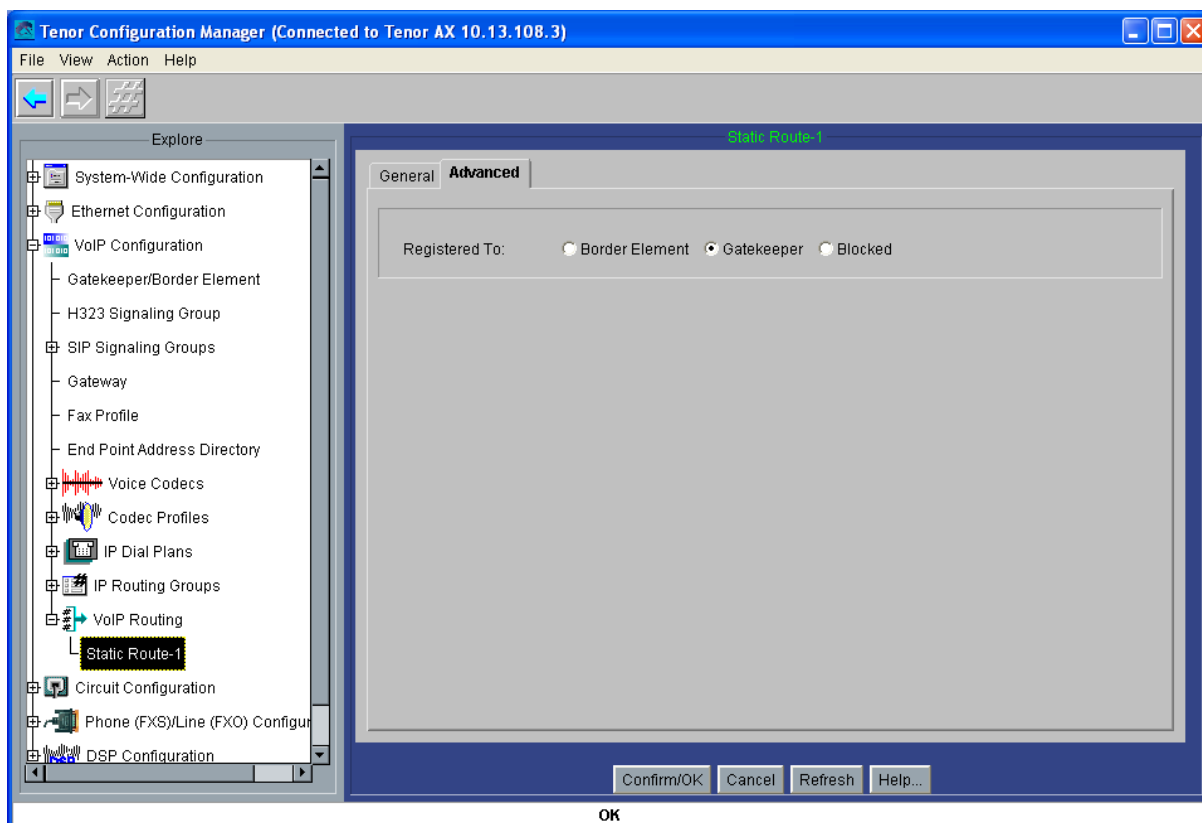 Tenor Configuration Manager (Connected to Tenor AX 10.13.108.3)
File View Action Help
Explore
System-Wide Configuration
Ethernet Configuration
VoIP Configuration
Gatekeeper/Border Element
H323 Signaling Group
SIP Signaling Groups
Gateway
Fax Profile
End Point Address Directory
Voice Codecs
Codec Profiles
IP Dial Plans
IP Routing Groups
VoIP Routing
Static Route-1
Circuit Configuration
Phone (FXS)/Line (FXO) Configur
DSP Configuration
Static Route-1
General Advanced
Registered To: Border Element Gatekeeper Blocked
Confirm/OK Cancel Refresh Help...
OK